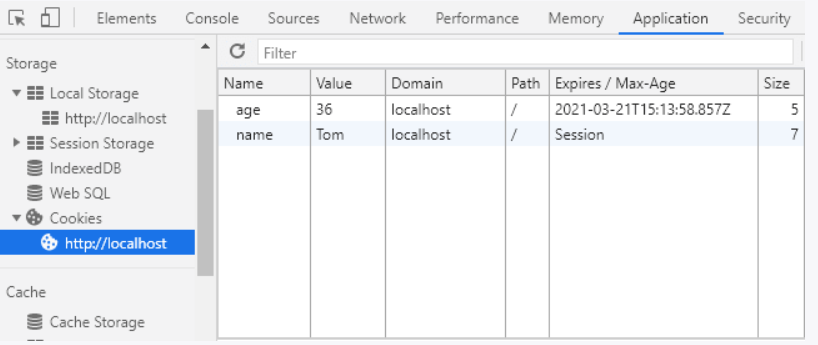 Elements Console Sources Network Performance Memory Application Security
Storage
Local Storage
http://localhost
Session Storage
IndexedDB
Web SQL
Cookies
http://localhost
Cache
Cache Storage
Filter
Name Value Domain Path Expires / Max-Age Size
age 36 localhost / 2021-03-21T15:13:58.857Z 5
name Tom localhost / Session 7